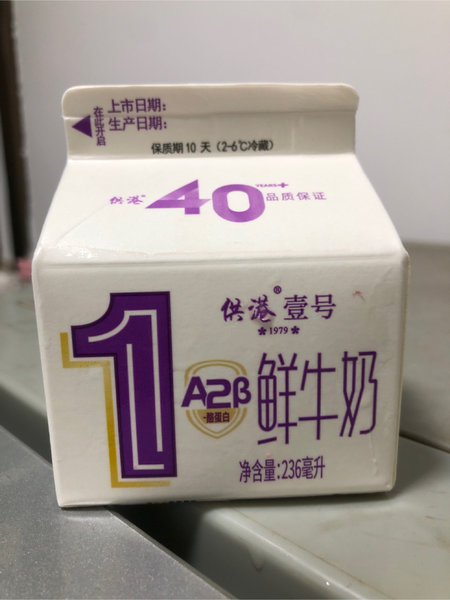 在此开启
上市日期:
生产日期:
保质期10天(2-6℃冷藏)
供港® 40 YEARS+ 品质保证
供港®壹号
1979
1 A2β 鲜牛奶
-酪蛋白
净含量:236毫升